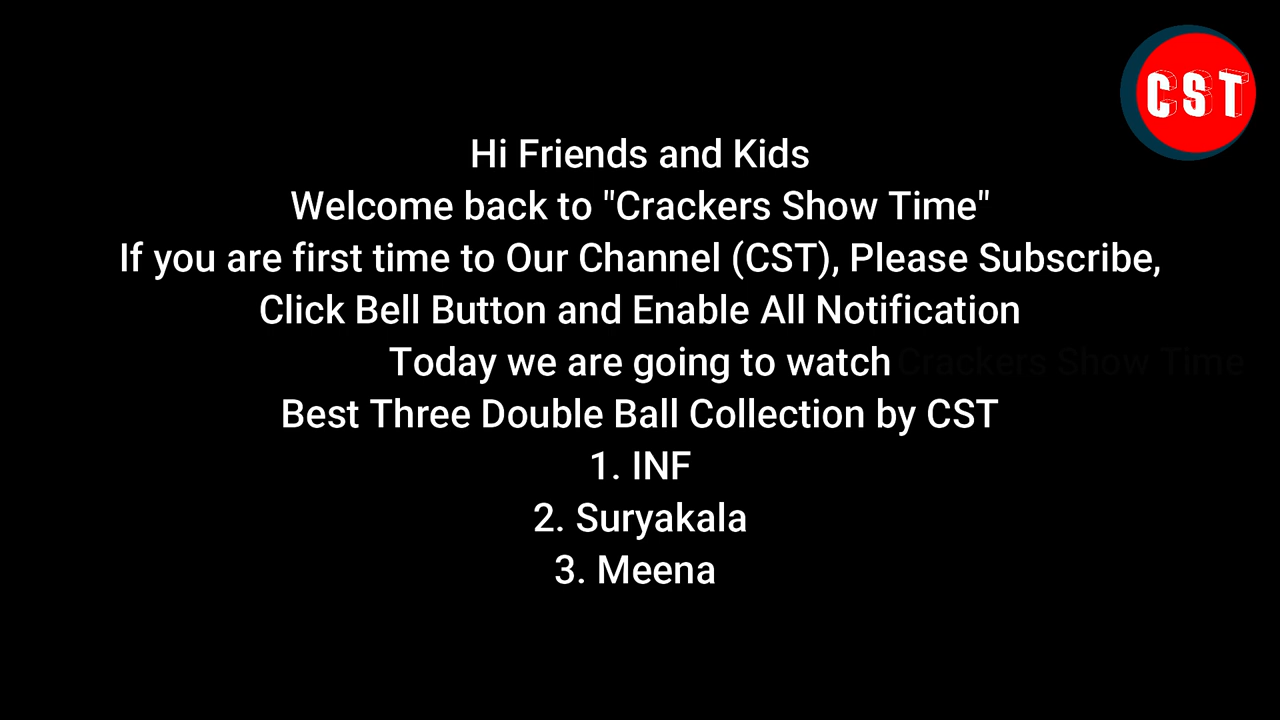 CST
Hi Friends and Kids
Welcome back to "Crackers Show Time"
If you are first time to Our Channel (CST), Please Subscribe,
Click Bell Button and Enable All Notification
Today we are going to watch
Crackers Show Time
Best Three Double Ball Collection by CST
1. INF
2. Suryakala
3. Meena